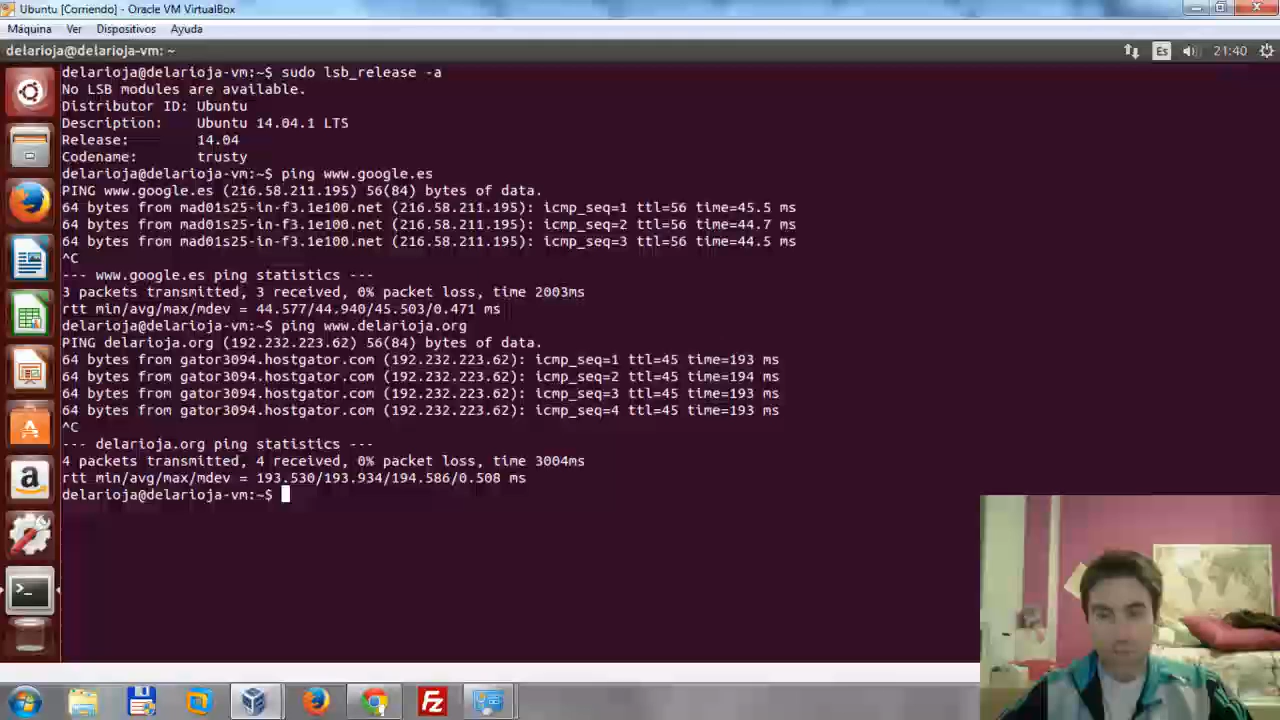 Ubuntu [Corriendo] - Oracle VM VirtualBox
Máquina Ver Dispositivos Ayuda
delarioja@delarioja-vm: ~ Es 21:40
delarioja@delarioja-vm:~$ sudo lsb_release -a
No LSB modules are available.
Distributor ID: Ubuntu
Description: Ubuntu 14.04.1 LTS
Release: 14.04
Codename: trusty
delarioja@delarioja-vm:~$ ping www.google.es
PING www.google.es (216.58.211.195) 56(84) bytes of data.
64 bytes from mad01s25-in-f3.1e100.net (216.58.211.195): icmp_seq=1 ttl=56 time=45.5 ms
64 bytes from mad01s25-in-f3.1e100.net (216.58.211.195): icmp_seq=2 ttl=56 time=44.7 ms
64 bytes from mad01s25-in-f3.1e100.net (216.58.211.195): icmp_seq=3 ttl=56 time=44.5 ms
^C
--- www.google.es ping statistics ---
3 packets transmitted, 3 received, 0% packet loss, time 2003ms
rtt min/avg/max/mdev = 44.577/44.940/45.503/0.471 ms
delarioja@delarioja-vm:~$ ping www.delarioja.org
PING delarioja.org (192.232.223.62) 56(84) bytes of data.
64 bytes from gator3094.hostgator.com (192.232.223.62): icmp_seq=1 ttl=45 time=193 ms
64 bytes from gator3094.hostgator.com (192.232.223.62): icmp_seq=2 ttl=45 time=194 ms
64 bytes from gator3094.hostgator.com (192.232.223.62): icmp_seq=3 ttl=45 time=193 ms
64 bytes from gator3094.hostgator.com (192.232.223.62): icmp_seq=4 ttl=45 time=193 ms
^C
--- delarioja.org ping statistics ---
4 packets transmitted, 4 received, 0% packet loss, time 3004ms
rtt min/avg/max/mdev = 193.530/193.934/194.586/0.508 ms
delarioja@delarioja-vm:~$